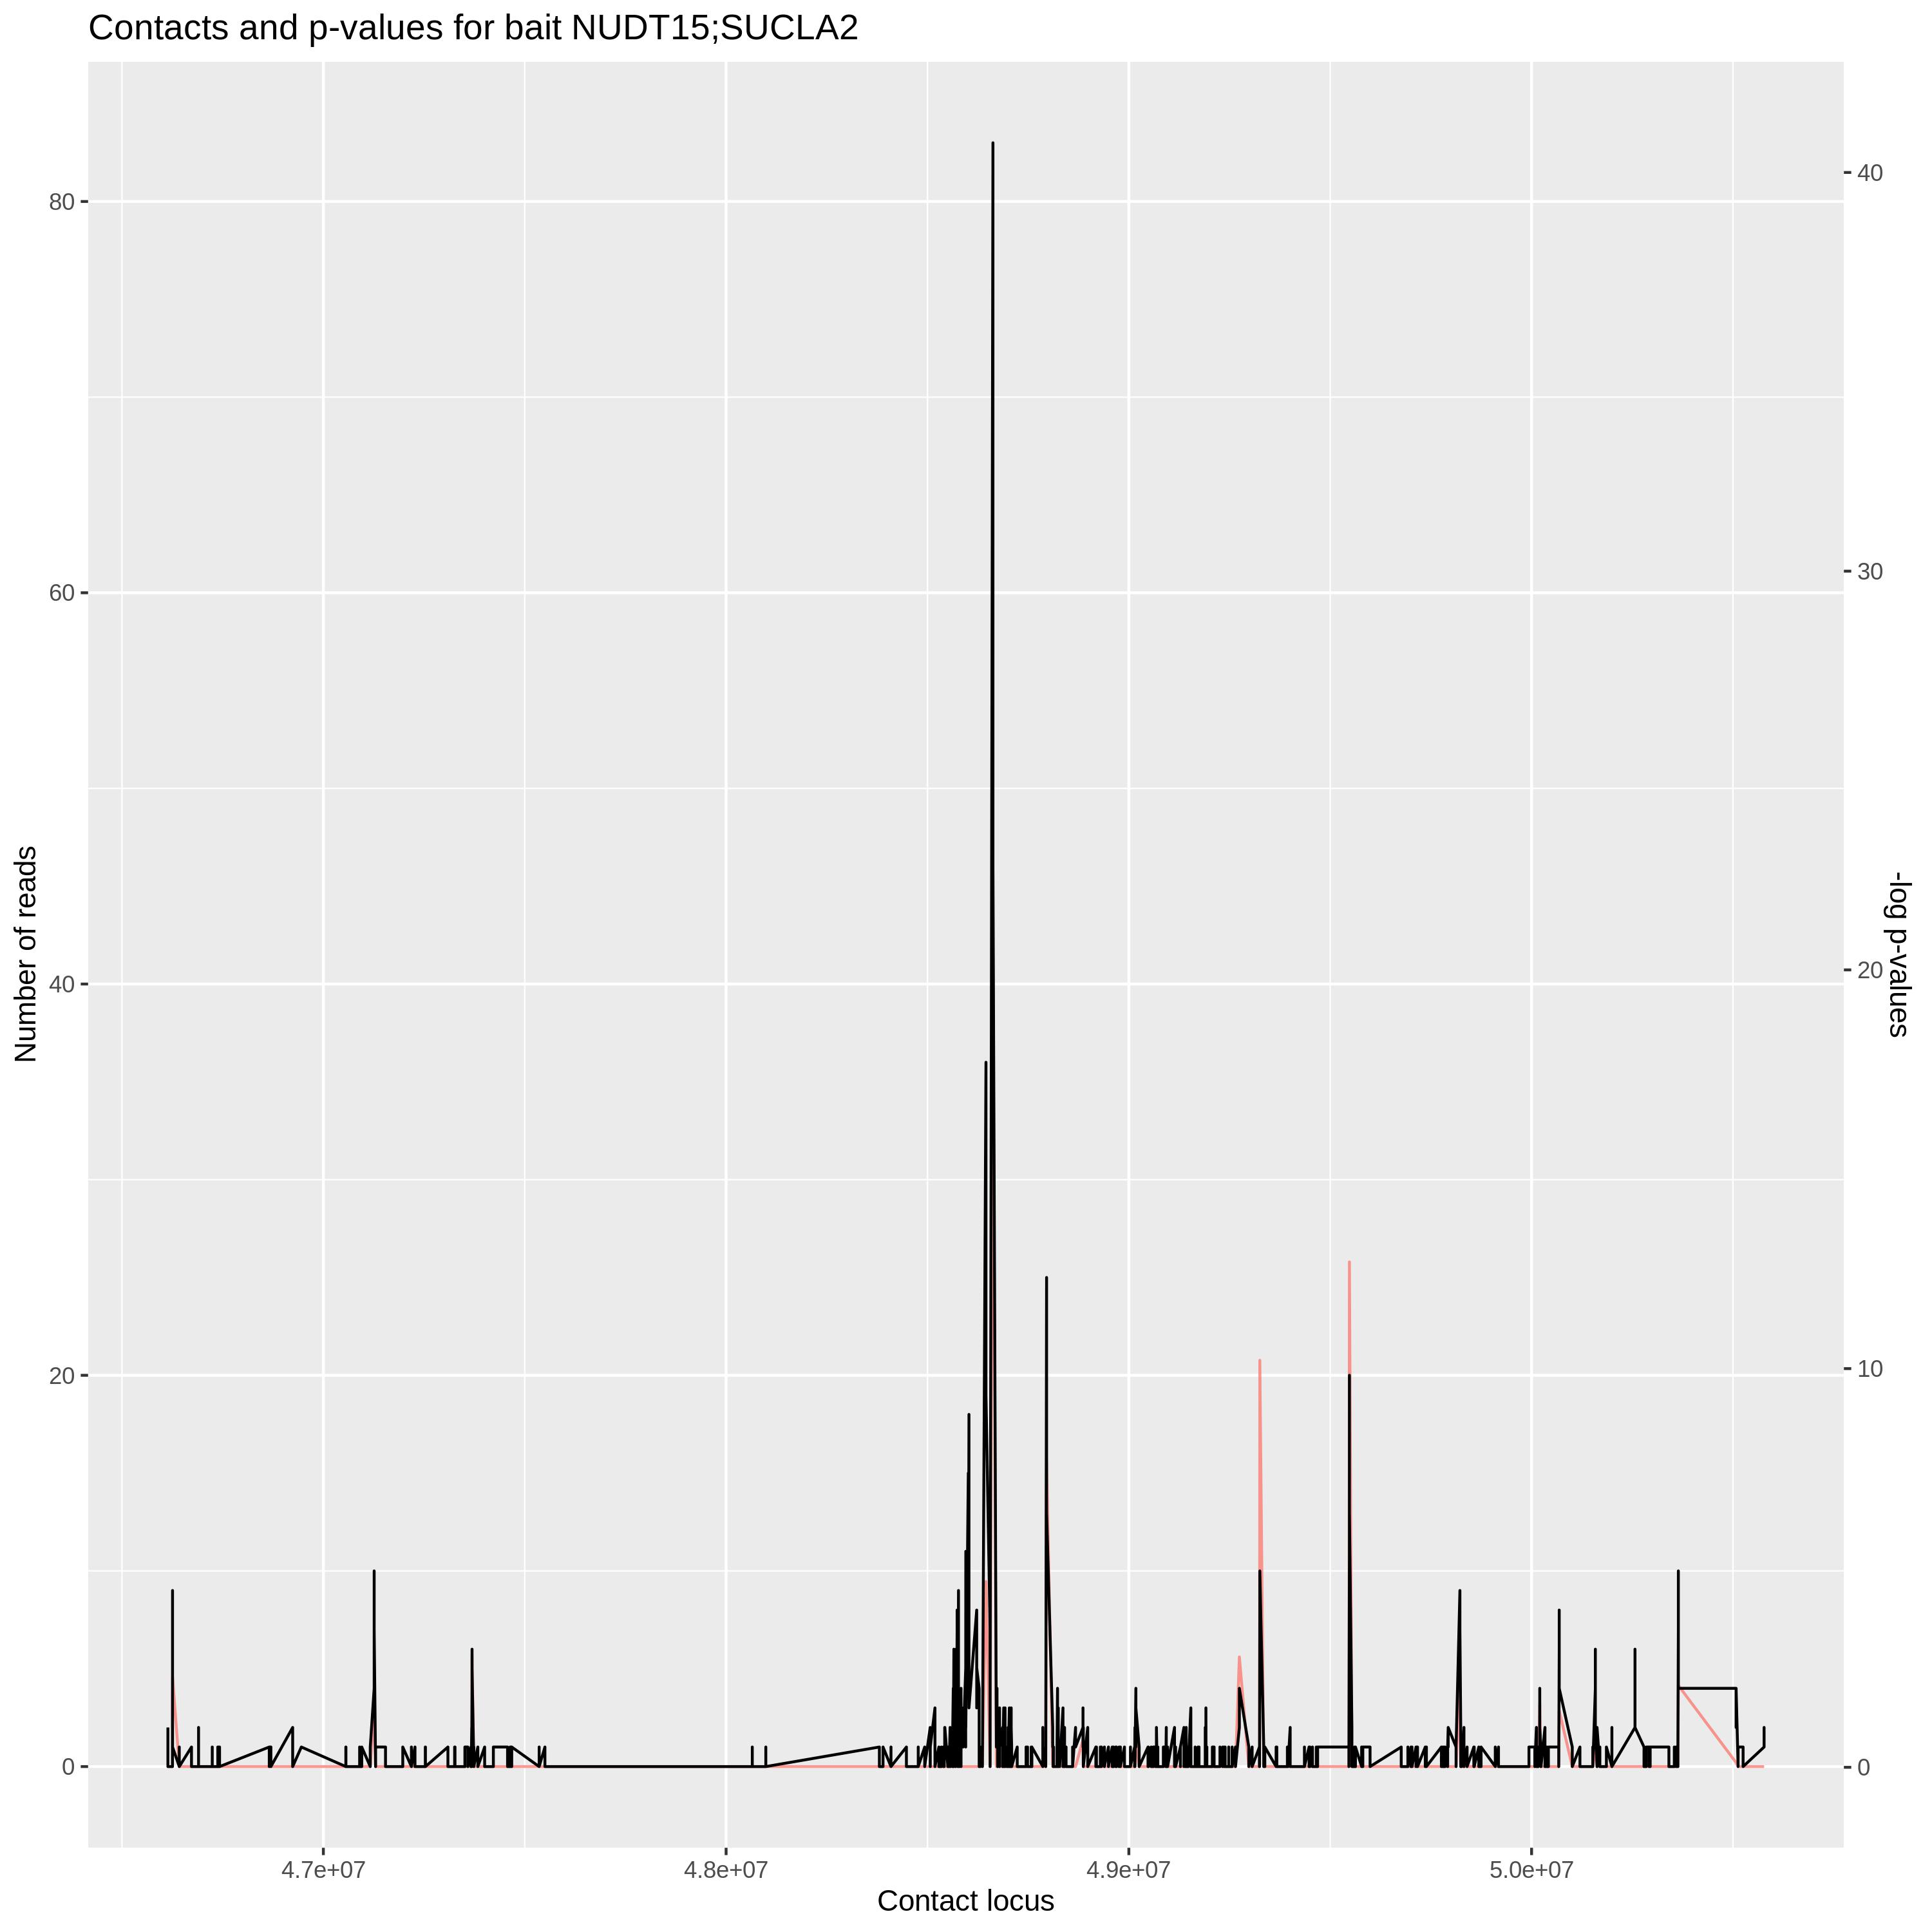 Contacts and p-values for bait NUDT15;SUCLA2
80
60
40
20
0
Number of reads
40
30
20
10
0
-log p-values
4.7e+07
4.8e+07
4.9e+07
5.0e+07
Contact locus